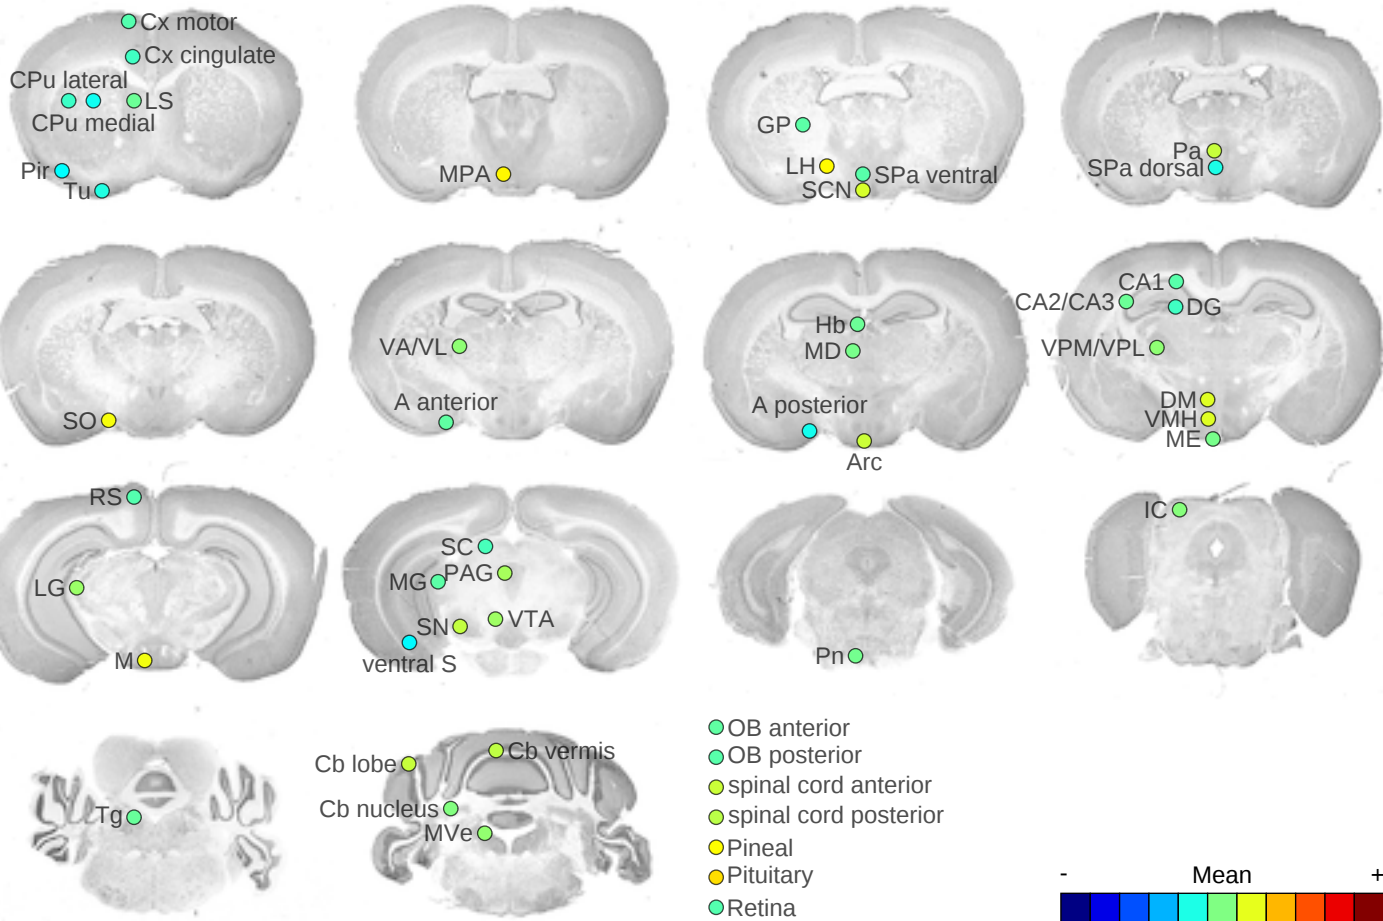 Cx motor
Cx cingulate
CPu lateral
LS
CPu medial
Pir
Tu
MPA
GP
LH
SPa ventral
SCN
Pa
SPa dorsal
SO
VA/VL
A anterior
Hb
MD
A posterior
Arc
CA1
CA2/CA3
DG
VPM/VPL
DM
VMH
ME
RS
LG
M
SC
MG
PAG
SN
VTA
ventral S
Pn
IC
Tg
Cb lobe
Cb vermis
Cb nucleus
MVe
OB anterior
OB posterior
spinal cord anterior
spinal cord posterior
Pineal
Pituitary
Retina
- Mean +